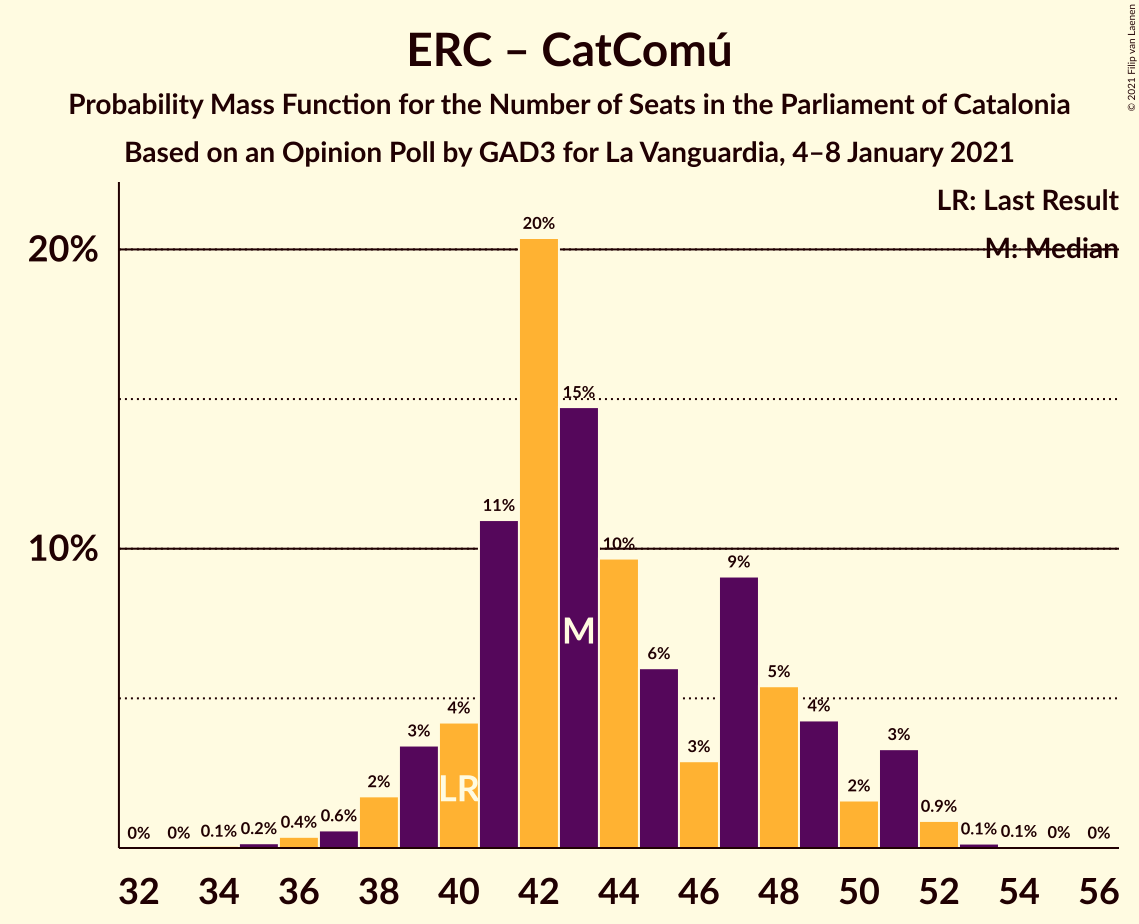 ERC – CatComú
Probability Mass Function for the Number of Seats in the Parliament of Catalonia
Based on an Opinion Poll by GAD3 for La Vanguardia, 4–8 January 2021
© 2021 Filip van Laenen
LR: Last Result
M: Median
20%
10%
0% 0% 0.1% 0.2% 0.4% 0.6% 2% 3% 4% 11% 20% 15% 10% 6% 3% 9% 5% 4% 2% 3% 0.9% 0.1% 0.1% 0% 0%
LR
M
32 34 36 38 40 42 44 46 48 50 52 54 56